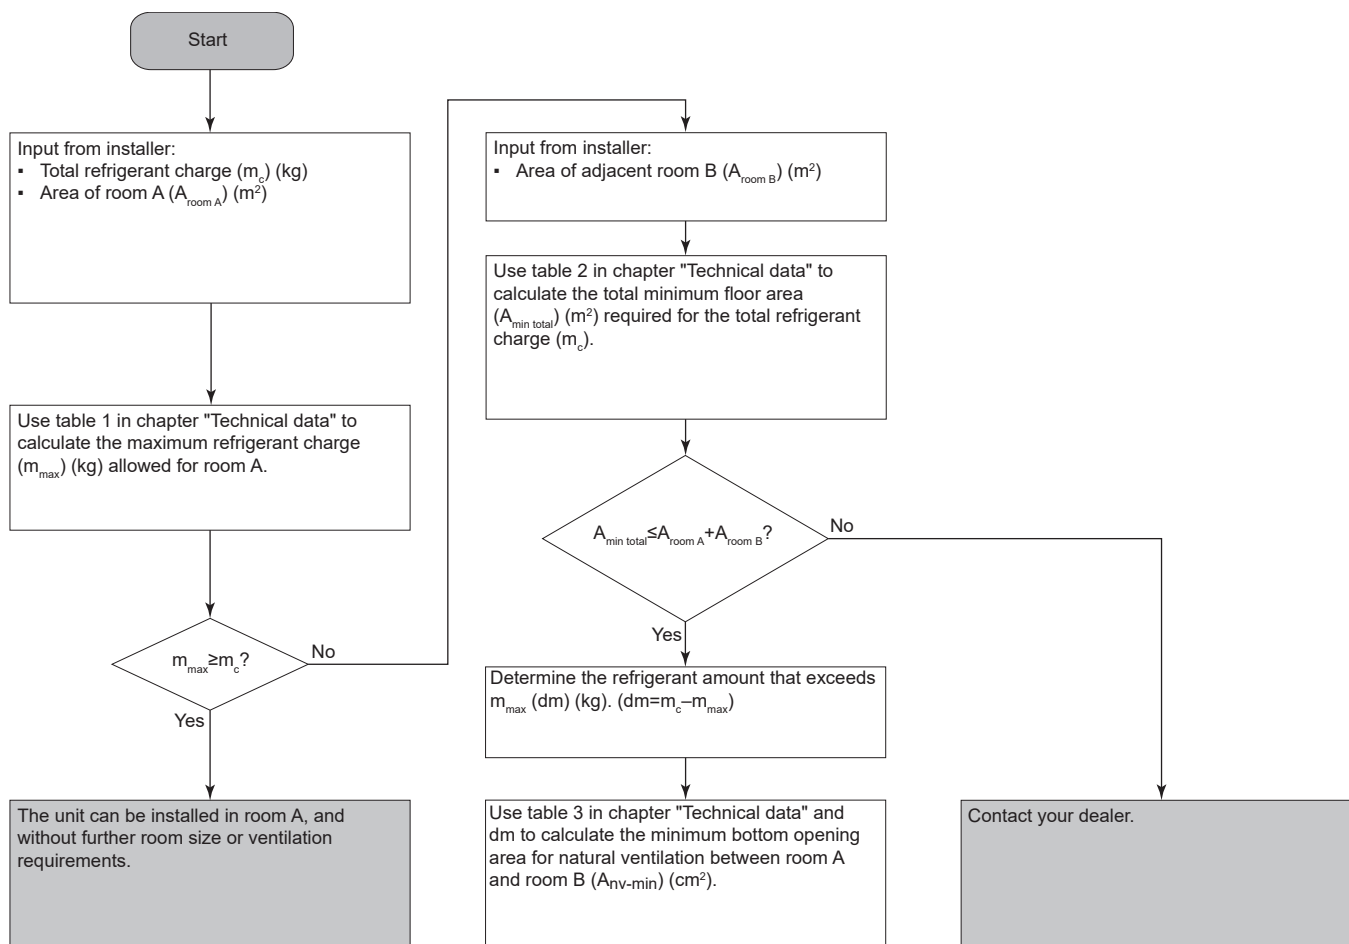 Start
Input from installer:
▪ Total refrigerant charge (mc) (kg)
▪ Area of room A (Aroom A) (m²)
Use table 1 in chapter "Technical data" to
calculate the maximum refrigerant charge
(mmax) (kg) allowed for room A.
mmax≥mc?
No
Yes
The unit can be installed in room A, and
without further room size or ventilation
requirements.
Input from installer:
▪ Area of adjacent room B (Aroom B) (m²)
Use table 2 in chapter "Technical data" to
calculate the total minimum floor area
(Amin total) (m²) required for the total refrigerant
charge (mc).
Amin total≤Aroom A+Aroom B?
No
Yes
Determine the refrigerant amount that exceeds
mmax (dm) (kg). (dm=mc–mmax)
Use table 3 in chapter "Technical data" and
dm to calculate the minimum bottom opening
area for natural ventilation between room A
and room B (Anv-min) (cm²).
Contact your dealer.